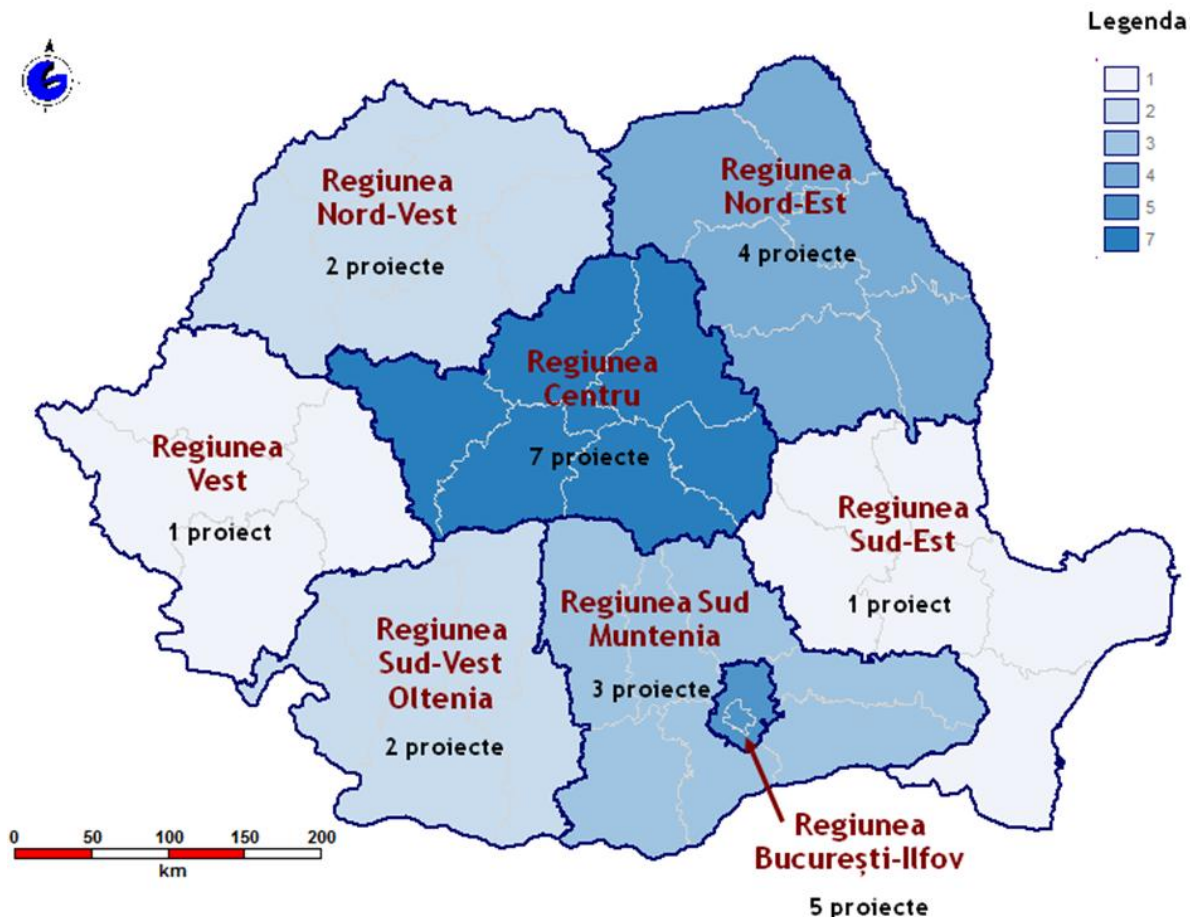 Legenda
1
2
3
4
5
7
Regiunea
Nord-Vest
2 proiecte
Regiunea
Nord-Est
4 proiecte
Regiunea
Centru
7 proiecte
Regiunea
Vest
1 proiect
Regiunea
Sud-Est
1 proiect
Regiunea Sud
Muntenia
3 proiecte
Regiunea
Sud-Vest
Oltenia
2 proiecte
Regiunea
București-Ilfov
5 proiecte
0 50 100 150 200
km